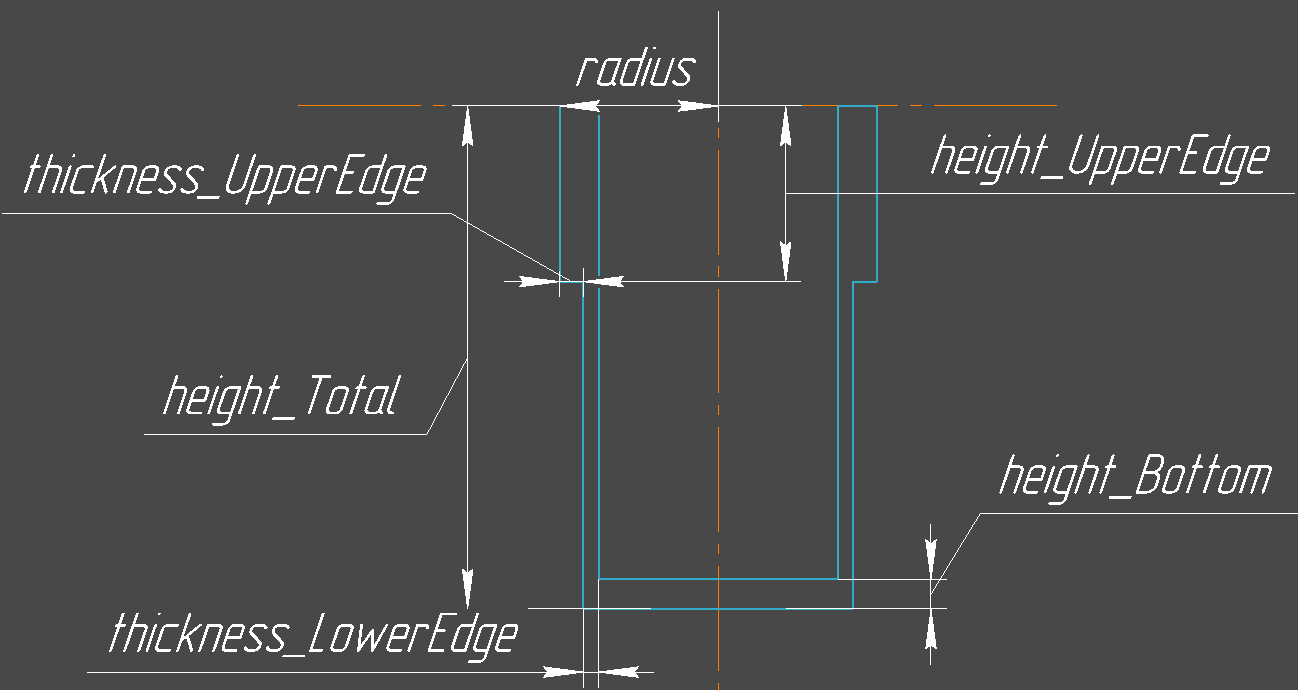 radius
thickness_UpperEdge
height_UpperEdge
height_Total
height_Bottom
thickness_LowerEdge